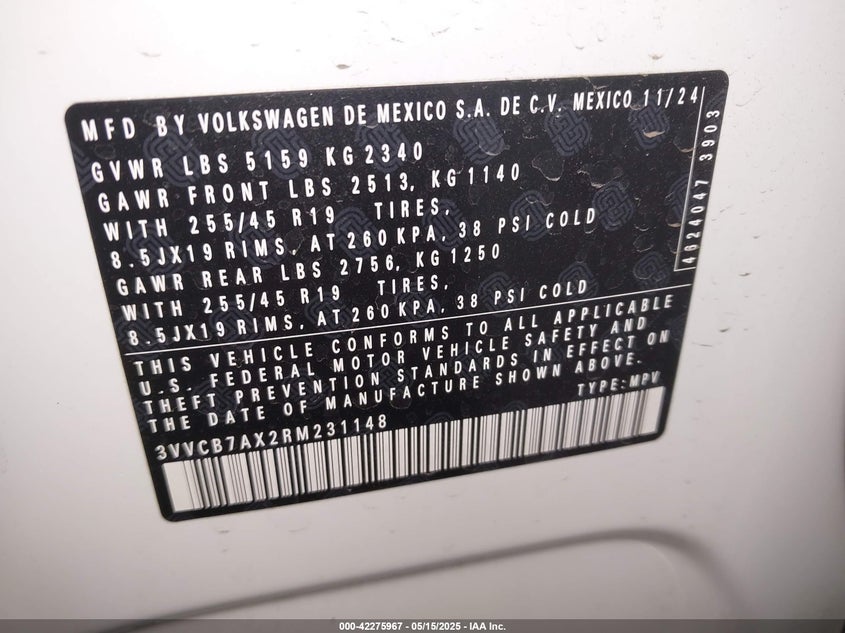 MFD BY VOLKSWAGEN DE MEXICO S.A. DE C.V. MEXICO 11/24
GVWR LBS 5159 KG 2340
GAWR FRONT LBS 2513, KG 1140
WITH 255/45 R19 TIRES,
8.5JX19 RIMS, AT 260 KPA, 38 PSI COLD
GAWR REAR LBS 2756, KG 1250
WITH 255/45 R19 TIRES,
8.5JX19 RIMS, AT 260 KPA, 38 PSI COLD
4624047 3903
THIS VEHICLE CONFORMS TO ALL APPLICABLE
U.S. FEDERAL MOTOR VEHICLE SAFETY AND
THEFT PREVENTION STANDARDS IN EFFECT ON
THE DATE OF MANUFACTURE SHOWN ABOVE.
3VVCB7AX2RM231148 TYPE:MPV
000-42275967 - 05/15/2025 - IAA Inc.